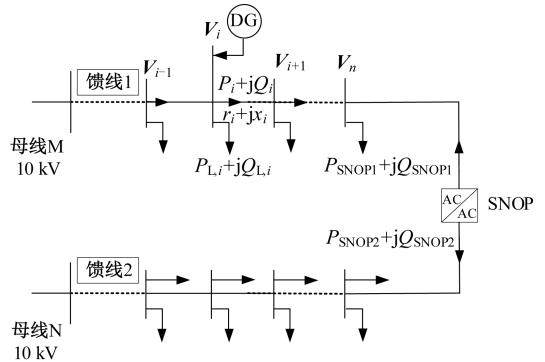 DG
V_i
馈线1
V_{i−1}
V_{i+1}
V_n
P_i+jQ_i
r_i+jx_i
母线M
10 kV
P_{L,i}+jQ_{L,i}
P_{SNOP1}+jQ_{SNOP1}
AC
AC
SNOP
P_{SNOP2}+jQ_{SNOP2}
馈线2
母线N
10 kV